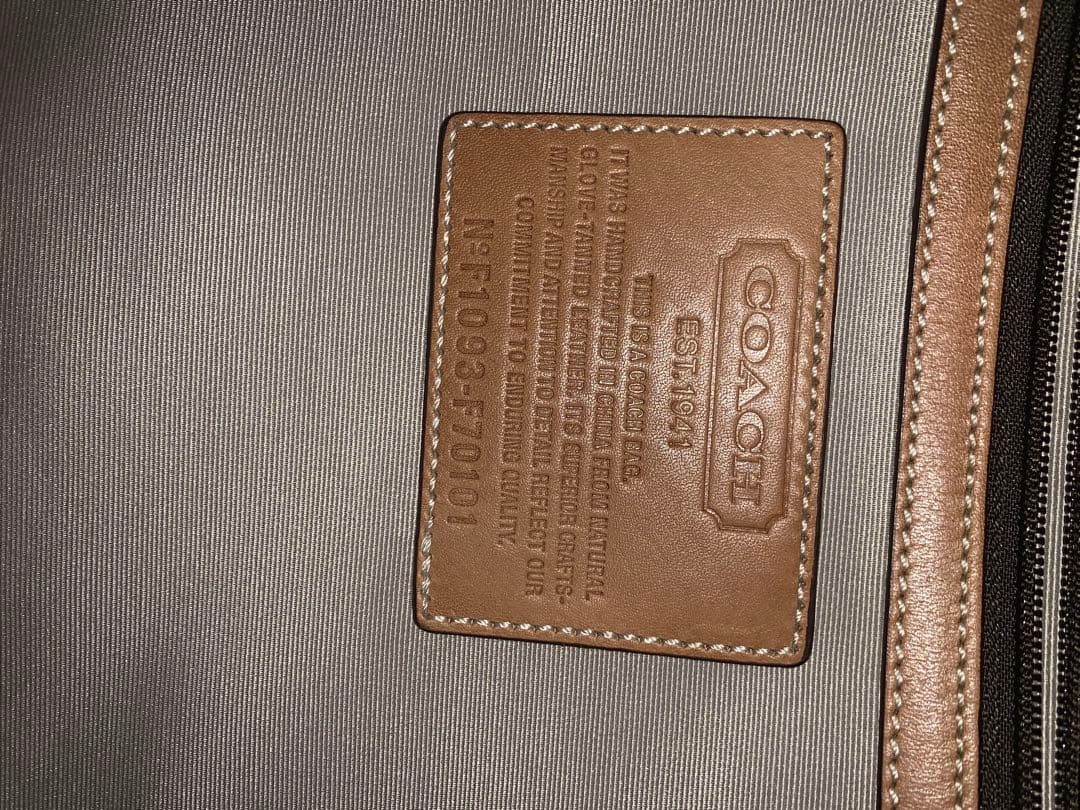 COACH
EST. 1941
THIS IS A COACH BAG.
IT WAS HANDCRAFTED IN CHINA FROM NATURAL
GLOVE-TANNED LEATHER. ITS SUPERIOR CRAFTS-
MANSHIP AND ATTENTION TO DETAIL REFLECT OUR
COMMITMENT TO ENDURING QUALITY.
Nº F1093-F70101